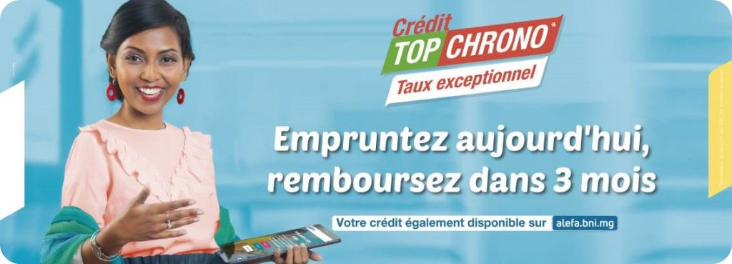 Crédit
TOP CHRONO*
Taux exceptionnel
Empruntez aujourd'hui,
remboursez dans 3 mois
Votre crédit également disponible sur alefa.bni.mg